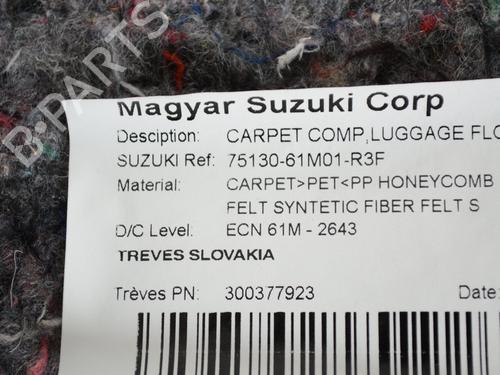 Magyar Suzuki Corp
Desciption: CARPET COMP,LUGGAGE FLO
SUZUKI Ref: 75130-61M01-R3F
Material: CARPET>PET<PP HONEYCOMB
FELT SYNTETIC FIBER FELT S
D/C Level: ECN 61M - 2643
TREVES SLOVAKIA
Trèves PN: 300377923 Date:
B-PARTS